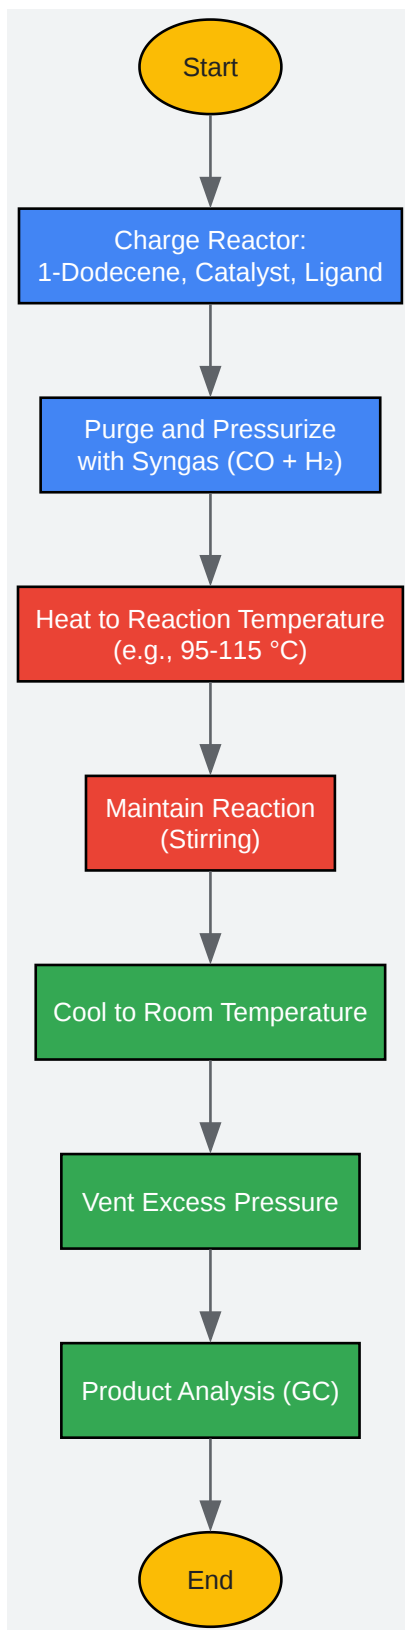 Start
Charge Reactor:
1-Dodecene, Catalyst, Ligand
Purge and Pressurize
with Syngas (CO + H₂)
Heat to Reaction Temperature
(e.g., 95-115 °C)
Maintain Reaction
(Stirring)
Cool to Room Temperature
Vent Excess Pressure
Product Analysis (GC)
End